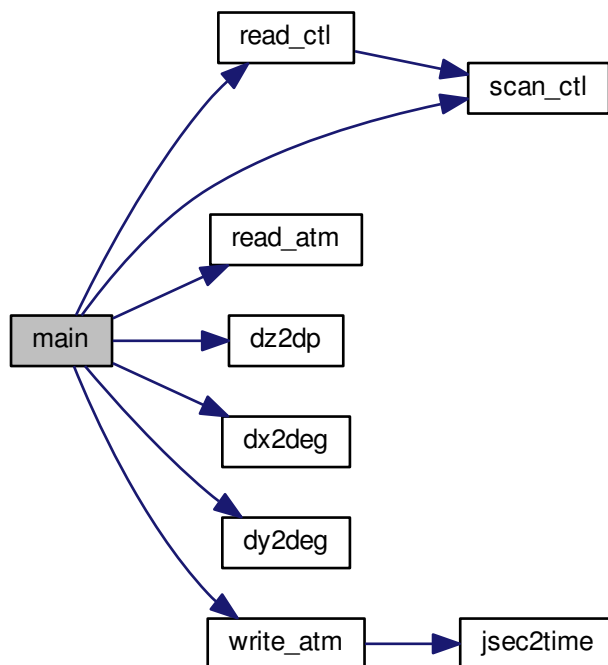 read_ctl
scan_ctl
read_atm
main
dz2dp
dx2deg
dy2deg
write_atm
jsec2time